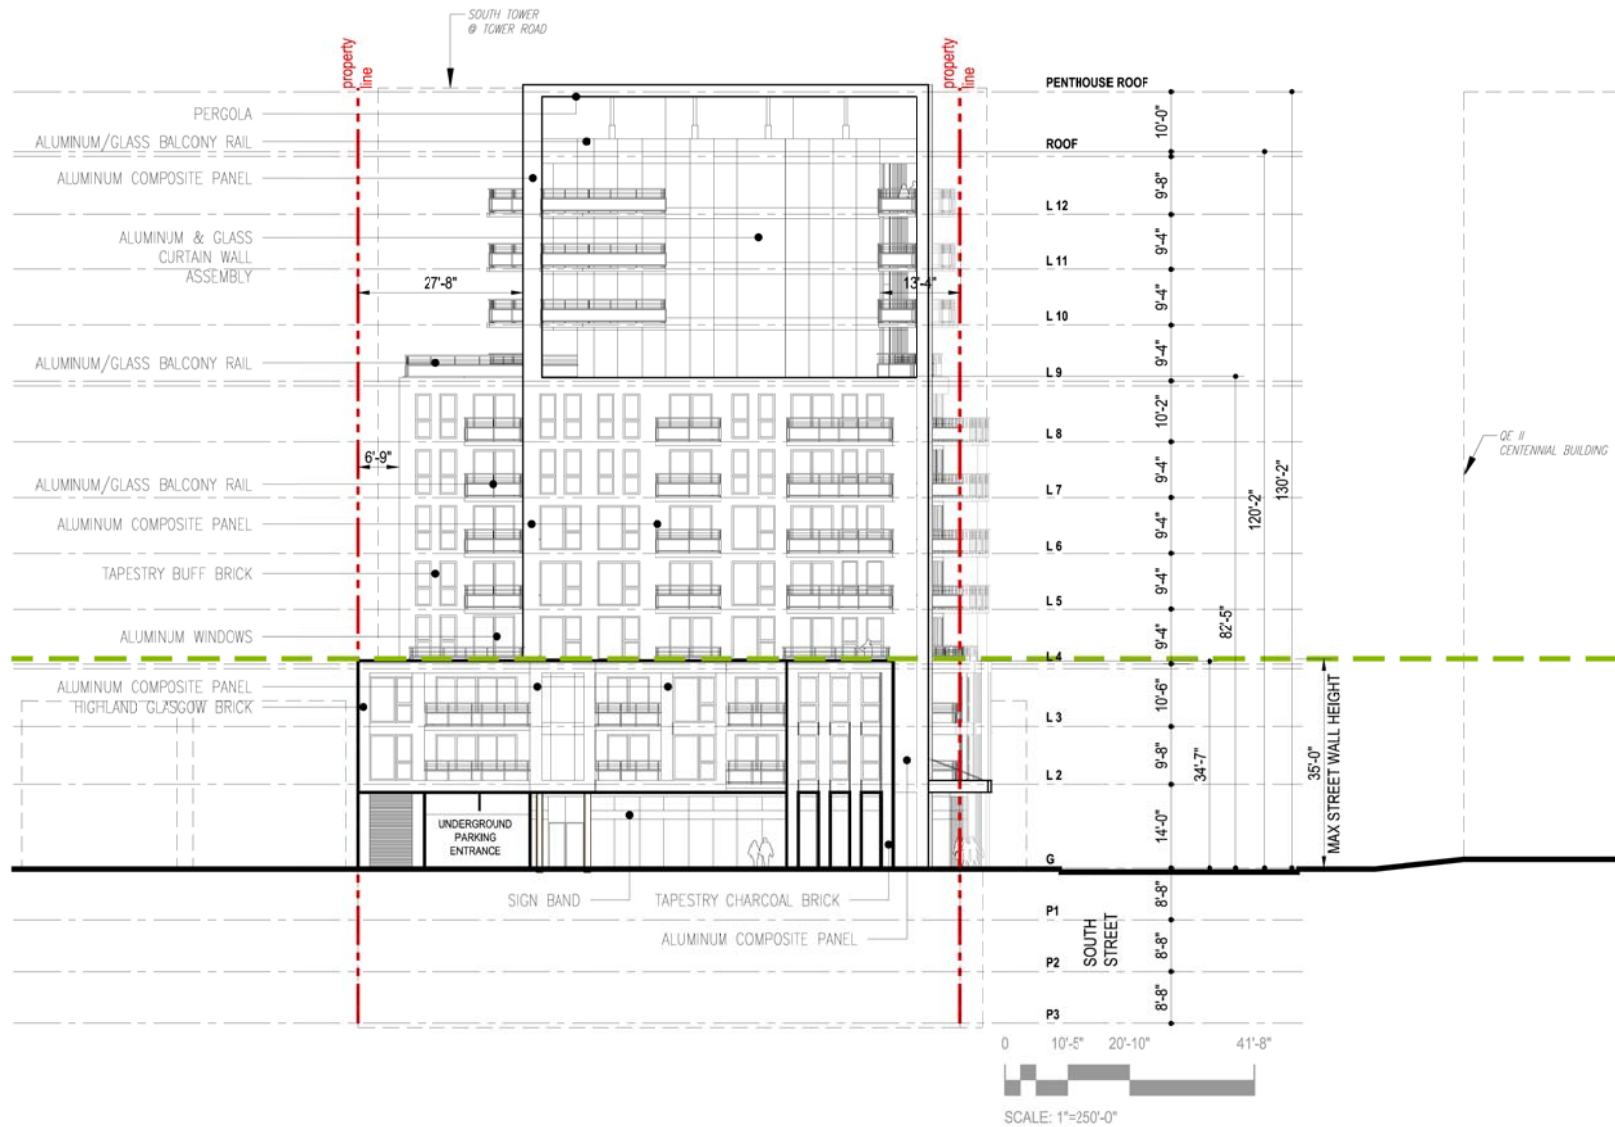 SOUTH TOWER
@ TOWER ROAD
property
line
property
line
PENTHOUSE ROOF
PERGOLA
10'-0"
ALUMINUM/GLASS BALCONY RAIL
ROOF
ALUMINUM COMPOSITE PANEL
9'-8"
L 12
ALUMINUM & GLASS
CURTAIN WALL
ASSEMBLY
9'-4"
L 11
27'-8"
13'-4"
9'-4"
L 10
ALUMINUM/GLASS BALCONY RAIL
9'-4"
L 9
10'-2"
L 8
QE II
CENTENNIAL BUILDING
6'-9"
ALUMINUM/GLASS BALCONY RAIL
9'-4"
L 7
130'-2"
120'-2"
ALUMINUM COMPOSITE PANEL
9'-4"
L 6
TAPESTRY BUFF BRICK
9'-4"
L 5
82'-5"
ALUMINUM WINDOWS
9'-4"
L 4
ALUMINUM COMPOSITE PANEL
HIGHLAND GLASGOW BRICK
10'-6"
L 3
9'-8"
34'-7"
35'-0"
MAX STREET WALL HEIGHT
L 2
UNDERGROUND
PARKING
ENTRANCE
14'-0"
G
SIGN BAND
TAPESTRY CHARCOAL BRICK
8'-8"
P1
ALUMINUM COMPOSITE PANEL
SOUTH
STREET
8'-8"
P2
8'-8"
P3
0 10'-5" 20'-10" 41'-8"
SCALE: 1"=250'-0"